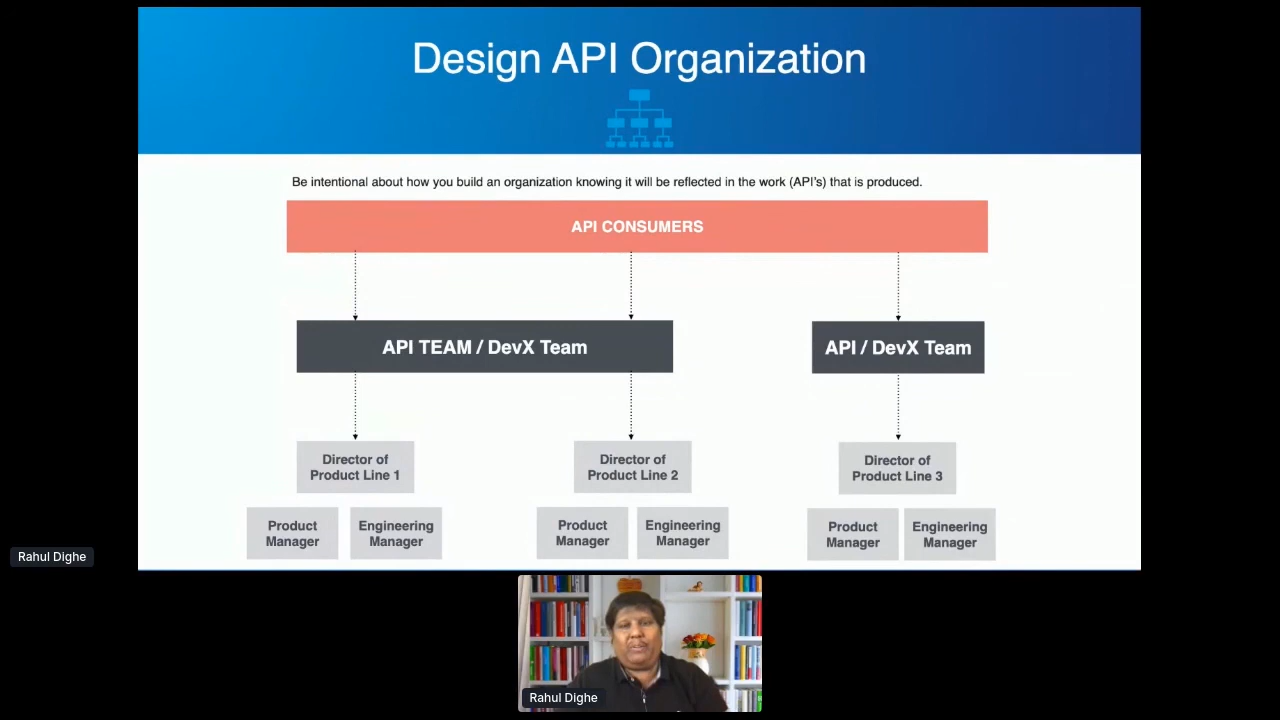 Design API Organization
Be intentional about how you build an organization knowing it will be reflected in the work (API's) that is produced.
API CONSUMERS
API TEAM / DevX Team
API / DevX Team
Director of
Product Line 1
Director of
Product Line 2
Director of
Product Line 3
Product
Manager
Engineering
Manager
Product
Manager
Engineering
Manager
Product
Manager
Engineering
Manager
Rahul Dighe
Rahul Dighe